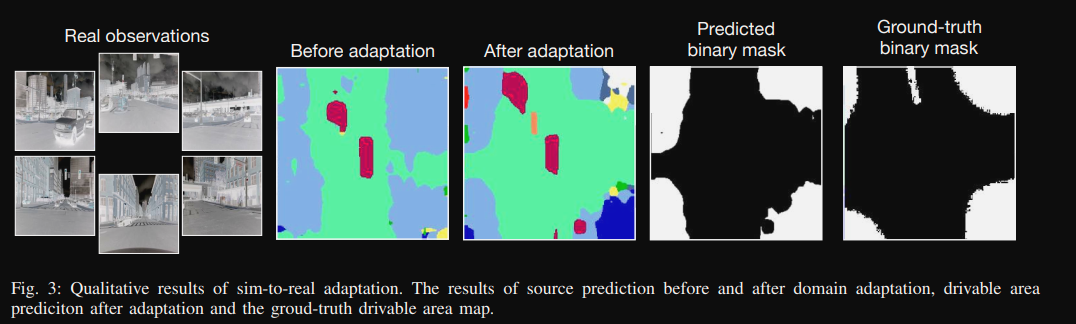 Real observations
Before adaptation
After adaptation
Predicted
binary mask
Ground-truth
binary mask
Fig. 3: Qualitative results of sim-to-real adaptation. The results of source prediction before and after domain adaptation, drivable area
prediciton after adaptation and the groud-truth drivable area map.